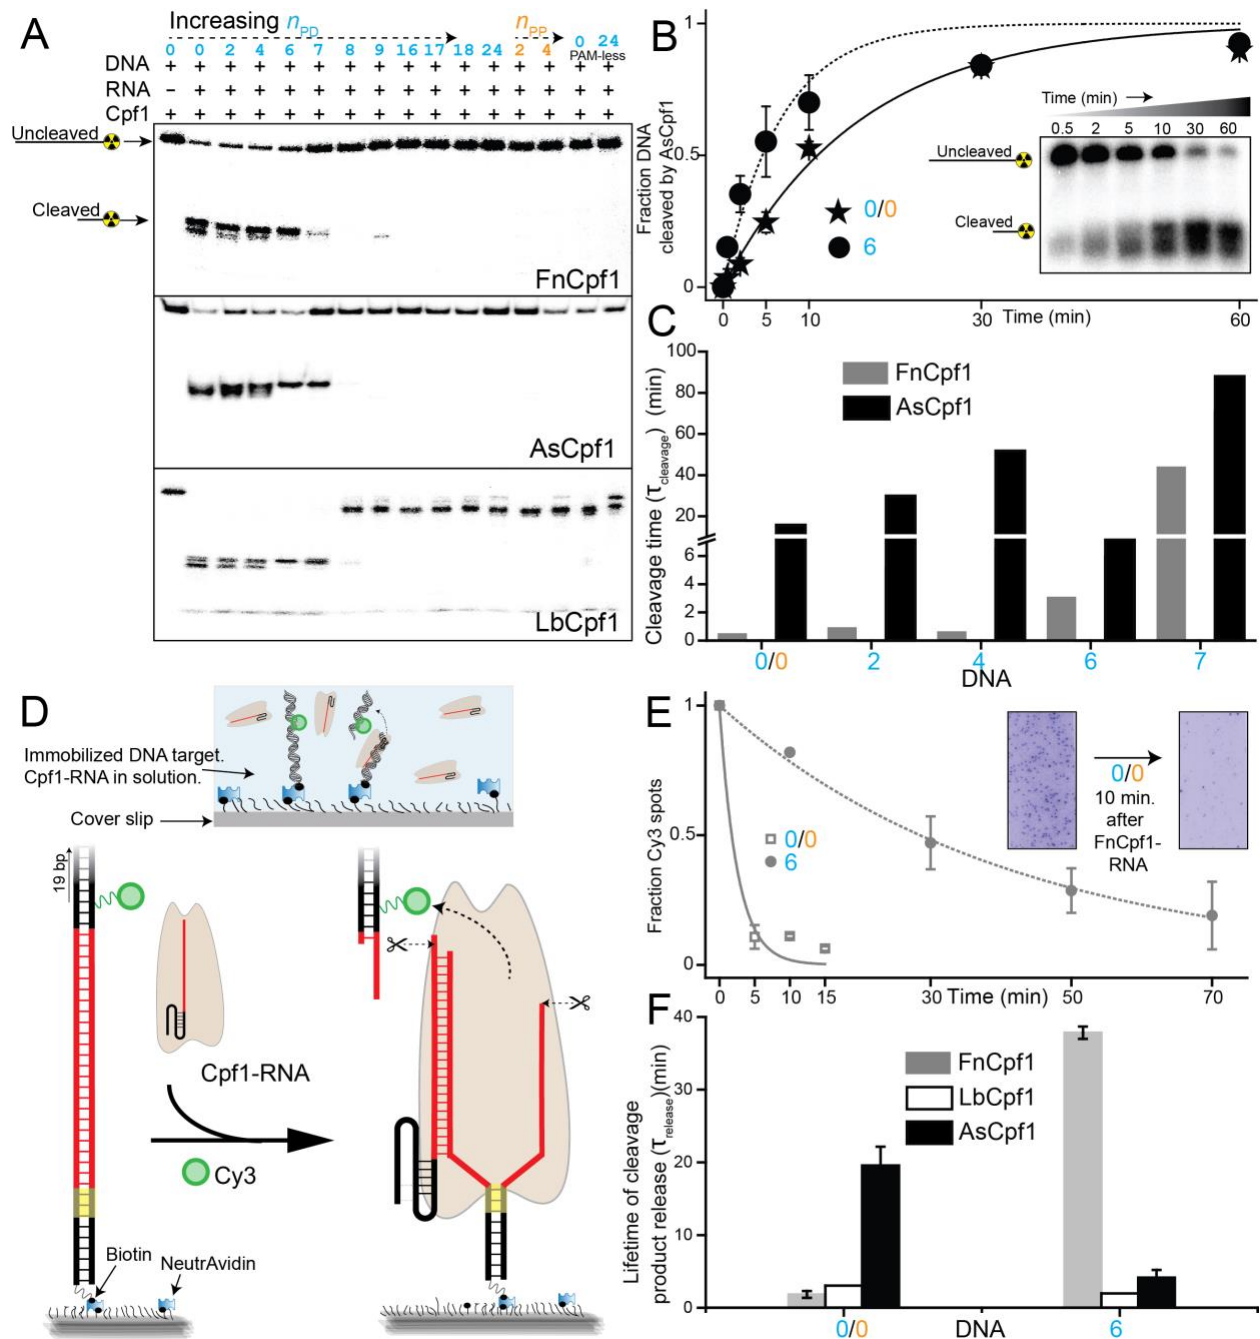 A
Increasing nPD
nPP
0 0 2 4 6 7 8 9 16 17 18 24 2 4 0 24
PAM-less
DNA + + + + + + + + + + + + + + + +
RNA − + + + + + + + + + + + + + + +
Cpf1 + + + + + + + + + + + + + + + +
Uncleaved
Cleaved
FnCpf1
AsCpf1
LbCpf1
B
Fraction DNA
cleaved by AsCpf1
1
0.5
0
0/0
6
0 5 10 30 Time (min) 60
Time (min)
0.5 2 5 10 30 60
Uncleaved
Cleaved
C
Cleavage time (τcleavage) (min)
100
80
60
40
20
6
4
2
0
FnCpf1
AsCpf1
0/0 2 4 6 7
DNA
D
Immobilized DNA target.
Cpf1-RNA in solution.
Cover slip
19 bp
Cpf1-RNA
Cy3
Biotin
NeutrAvidin
E
Fraction Cy3 spots
1
0.5
0
0/0
6
0/0
10 min.
after
FnCpf1-
RNA
0 5 10 15 30 Time (min) 50 70
F
Lifetime of cleavage
product release (τrelease)(min)
40
30
20
10
0
FnCpf1
LbCpf1
AsCpf1
0/0 DNA 6